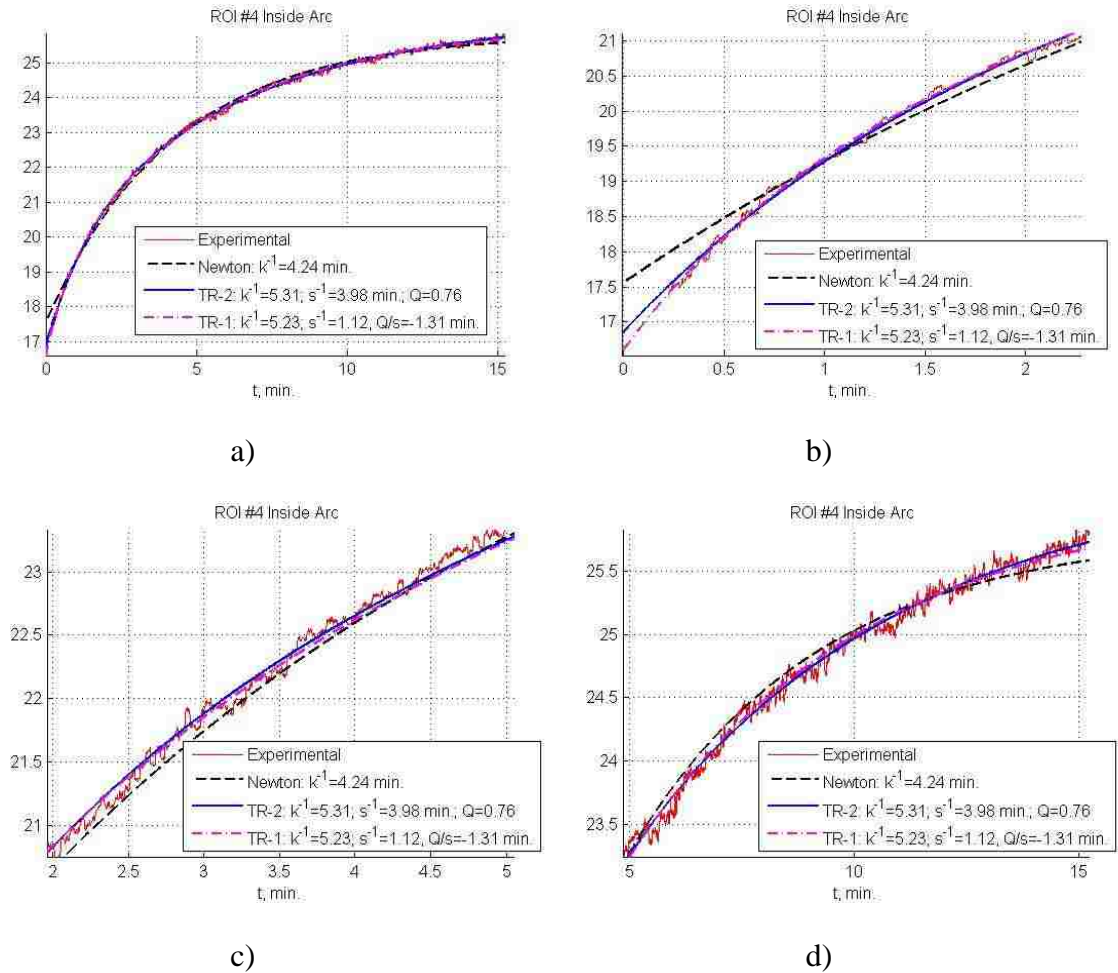 ROI #4 Inside Arc
25
24
23
22
21
20
19
18
17
0
5
10
15
t, min.
Experimental
Newton: k⁻¹=4.24 min.
TR-2: k⁻¹=5.31; s⁻¹=3.98 min.; Q=0.76
TR-1: k⁻¹=5.23; s⁻¹=1.12, Q/s=-1.31 min.
a)
ROI #4 Inside Arc
21
20.5
20
19.5
19
18.5
18
17.5
17
0
0.5
1
1.5
2
t, min.
Experimental
Newton: k⁻¹=4.24 min.
TR-2: k⁻¹=5.31; s⁻¹=3.98 min.; Q=0.76
TR-1: k⁻¹=5.23; s⁻¹=1.12, Q/s=-1.31 min.
b)
ROI #4 Inside Arc
23
22.5
22
21.5
21
2
2.5
3
3.5
4
4.5
5
t, min.
Experimental
Newton: k⁻¹=4.24 min.
TR-2: k⁻¹=5.31; s⁻¹=3.98 min.; Q=0.76
TR-1: k⁻¹=5.23; s⁻¹=1.12, Q/s=-1.31 min.
c)
ROI #4 Inside Arc
25.5
25
24.5
24
23.5
5
10
15
t, min.
Experimental
Newton: k⁻¹=4.24 min.
TR-2: k⁻¹=5.31; s⁻¹=3.98 min.; Q=0.76
TR-1: k⁻¹=5.23; s⁻¹=1.12, Q/s=-1.31 min.
d)